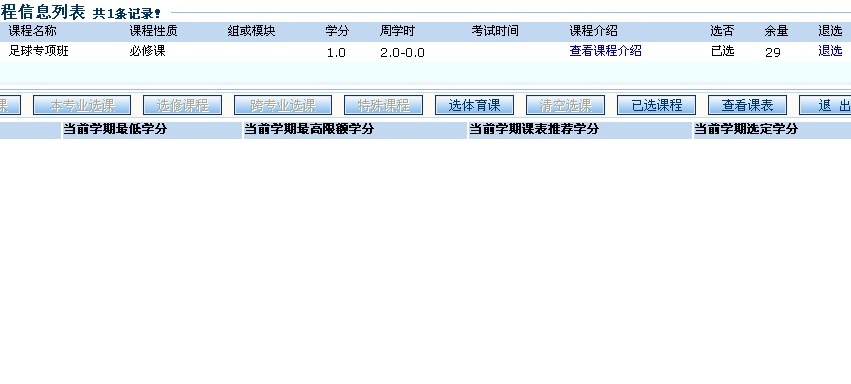 程信息列表 共1条记录!
课程名称 课程性质 组或模块 学分 周学时 考试时间 课程介绍 选否 余量 退选
足球专项班 必修课 1.0 2.0-0.0 查看课程介绍 已选 29 退选
课 本专业选课 选修课程 跨专业选课 特殊课程 选体育课 清空选课 已选课程 查看课表 退 出
当前学期最低学分 当前学期最高限额学分 当前学期课表推荐学分 当前学期选定学分